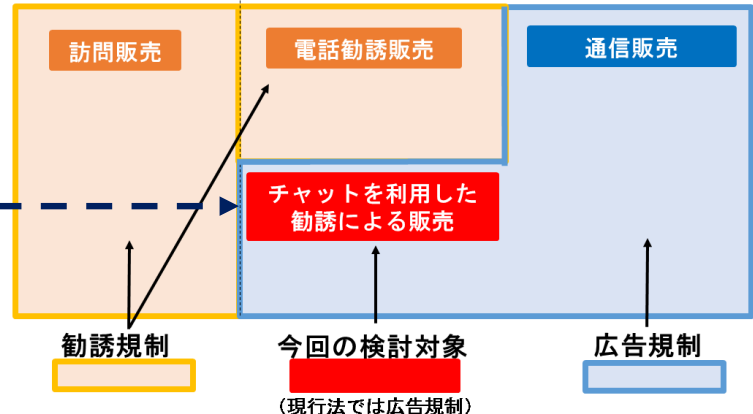 訪問販売
電話勧誘販売
通信販売
チャットを利用した
勧誘による販売
勧誘規制
今回の検討対象
広告規制
（現行法では広告規制）